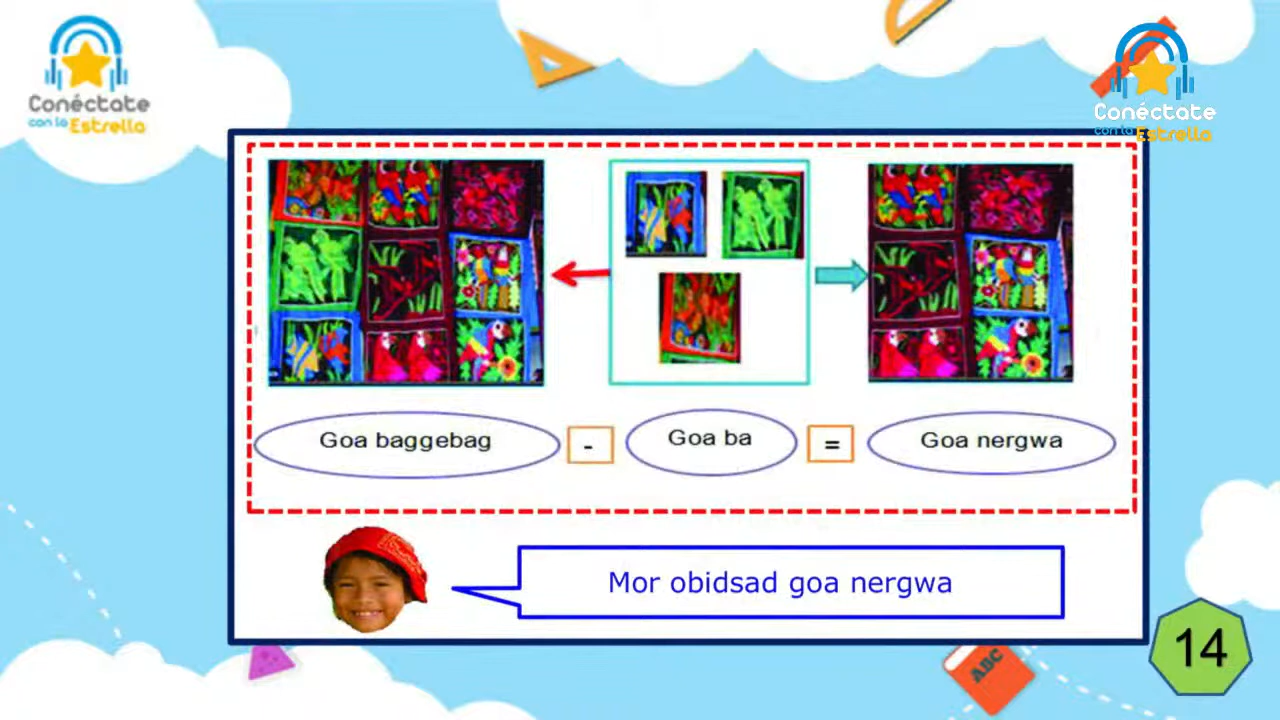 Conéctate
con la Estrella
Conéctate
con la Estrella
Goa baggebag - Goa ba = Goa nergwa
Mor obidsad goa nergwa
14
ABC